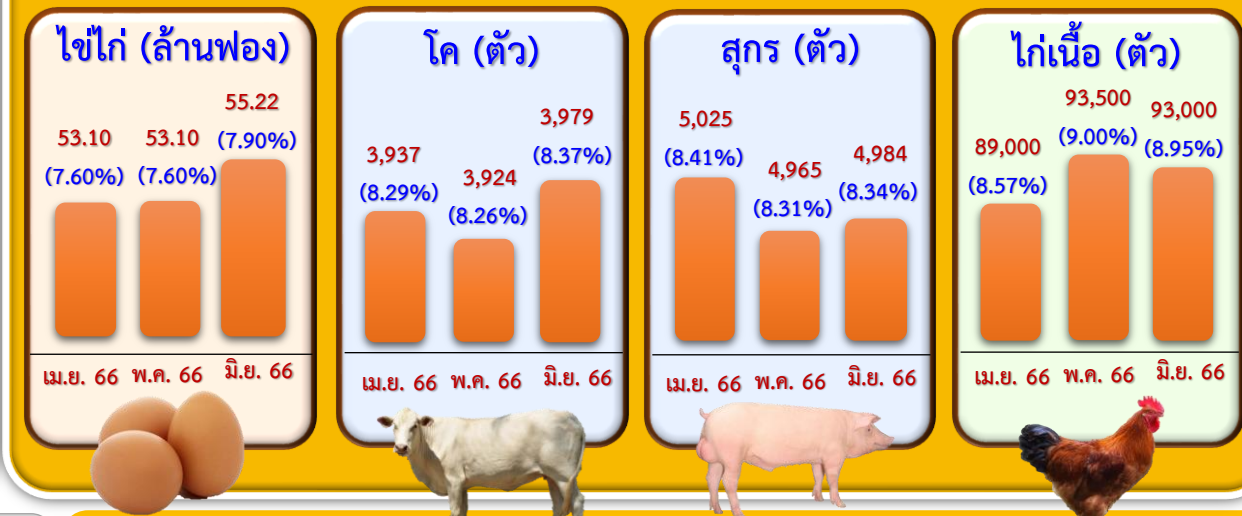 ไข่ไก่ (ล้านฟอง)
55.22
53.10 53.10 (7.90%)
(7.60%) (7.60%)
เม.ย. 66 พ.ค. 66 มิ.ย. 66
โค (ตัว)
3,979
3,937 (8.37%)
(8.29%) 3,924
(8.26%)
เม.ย. 66 พ.ค. 66 มิ.ย. 66
สุกร (ตัว)
5,025
(8.41%) 4,965 4,984
(8.31%) (8.34%)
เม.ย. 66 พ.ค. 66 มิ.ย. 66
ไก่เนื้อ (ตัว)
93,500 93,000
89,000 (9.00%) (8.95%)
(8.57%)
เม.ย. 66 พ.ค. 66 มิ.ย. 66